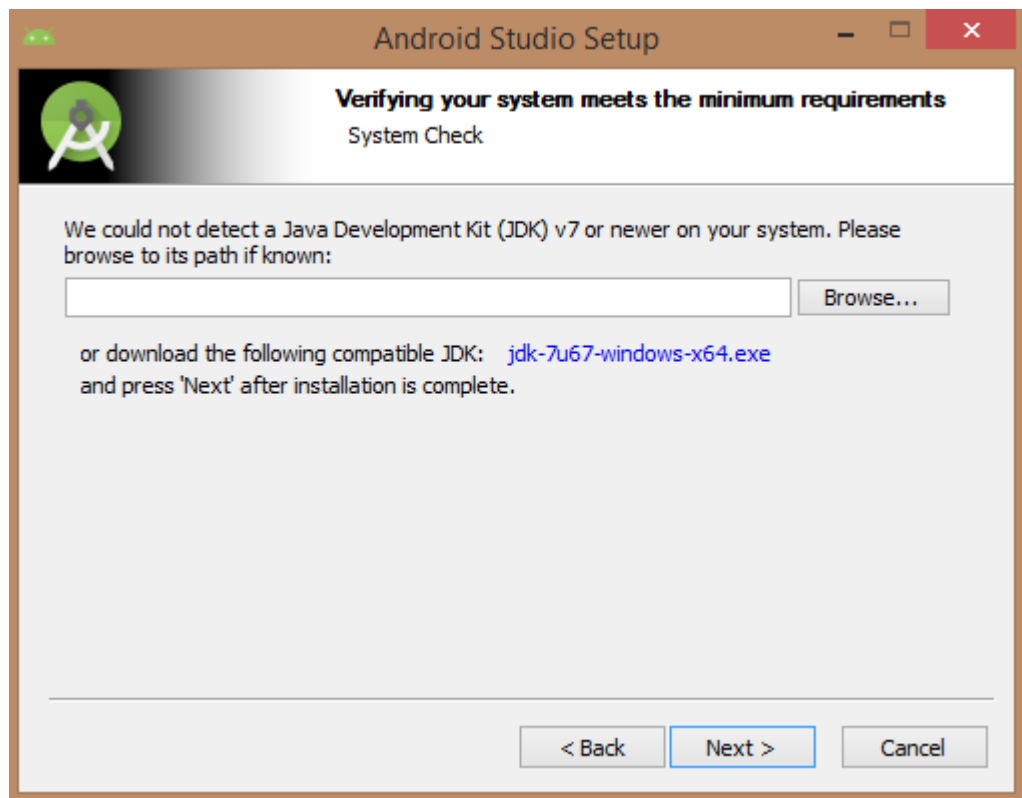 Android Studio Setup
Verifying your system meets the minimum requirements
System Check
We could not detect a Java Development Kit (JDK) v7 or newer on your system. Please
browse to its path if known:
Browse...
or download the following compatible JDK: jdk-7u67-windows-x64.exe
and press 'Next' after installation is complete.
< Back Next > Cancel